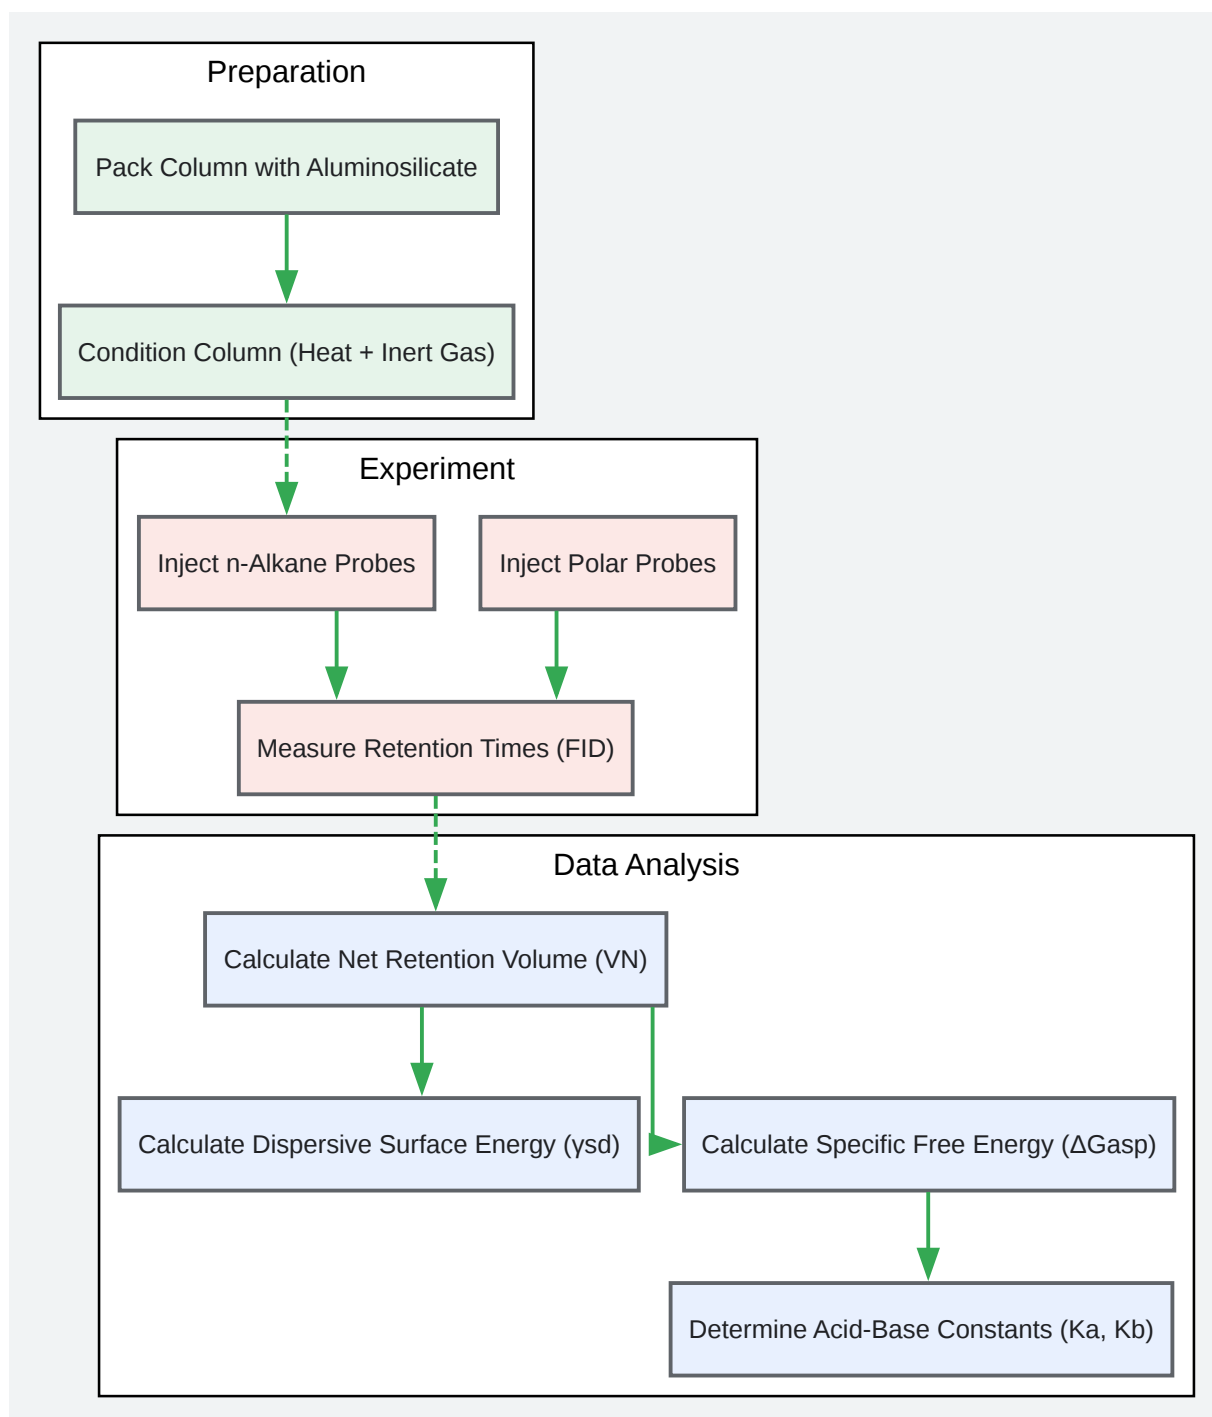 Preparation
Pack Column with Aluminosilicate
Condition Column (Heat + Inert Gas)
Experiment
Inject n-Alkane Probes
Inject Polar Probes
Measure Retention Times (FID)
Data Analysis
Calculate Net Retention Volume (VN)
Calculate Dispersive Surface Energy (γsd)
Calculate Specific Free Energy (ΔGasp)
Determine Acid-Base Constants (Ka, Kb)